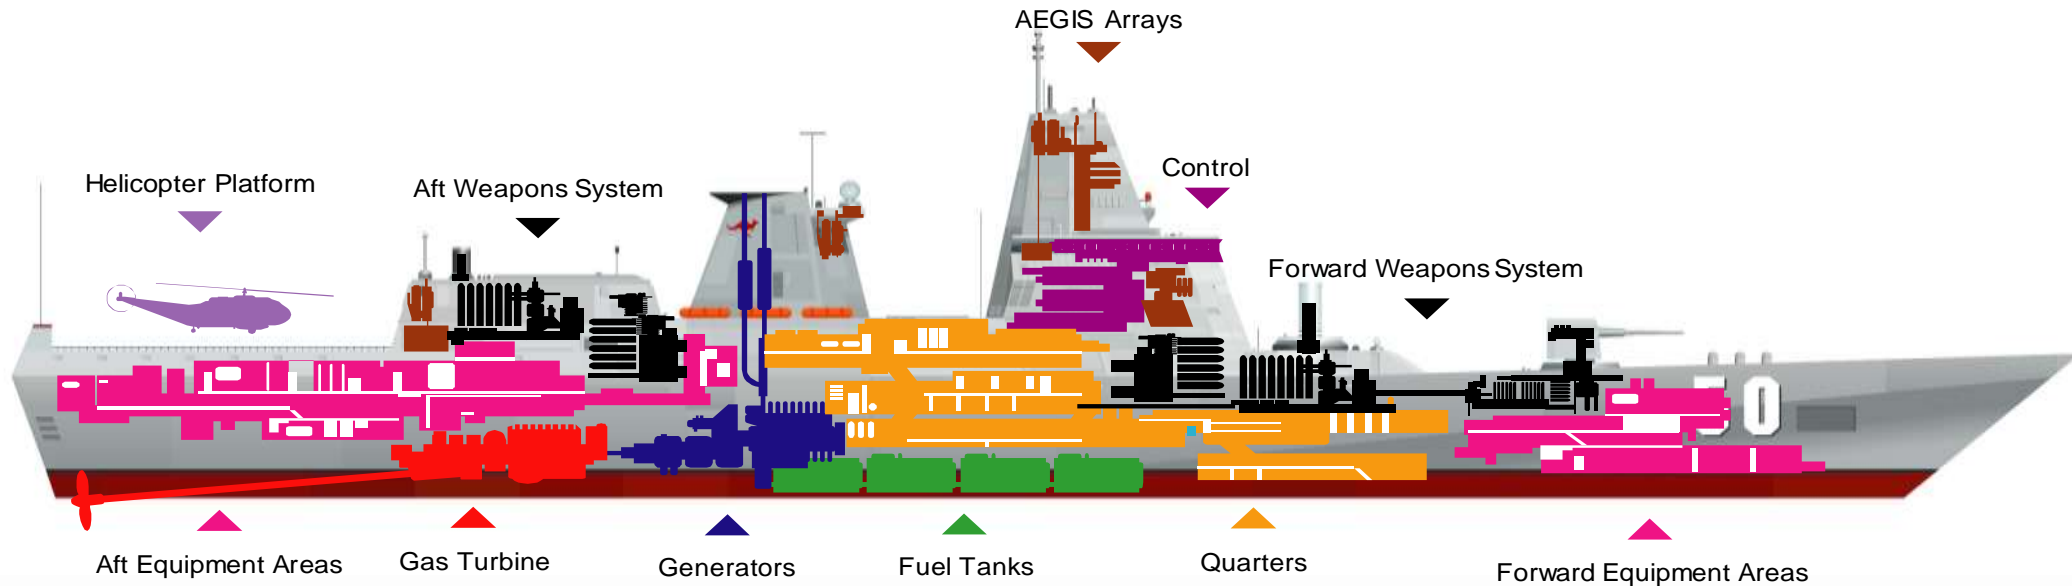 AEGIS Arrays
Control
Helicopter Platform
Aft Weapons System
Forward Weapons System
0
Aft Equipment Areas
Gas Turbine
Generators
Fuel Tanks
Quarters
Forward Equipment Areas